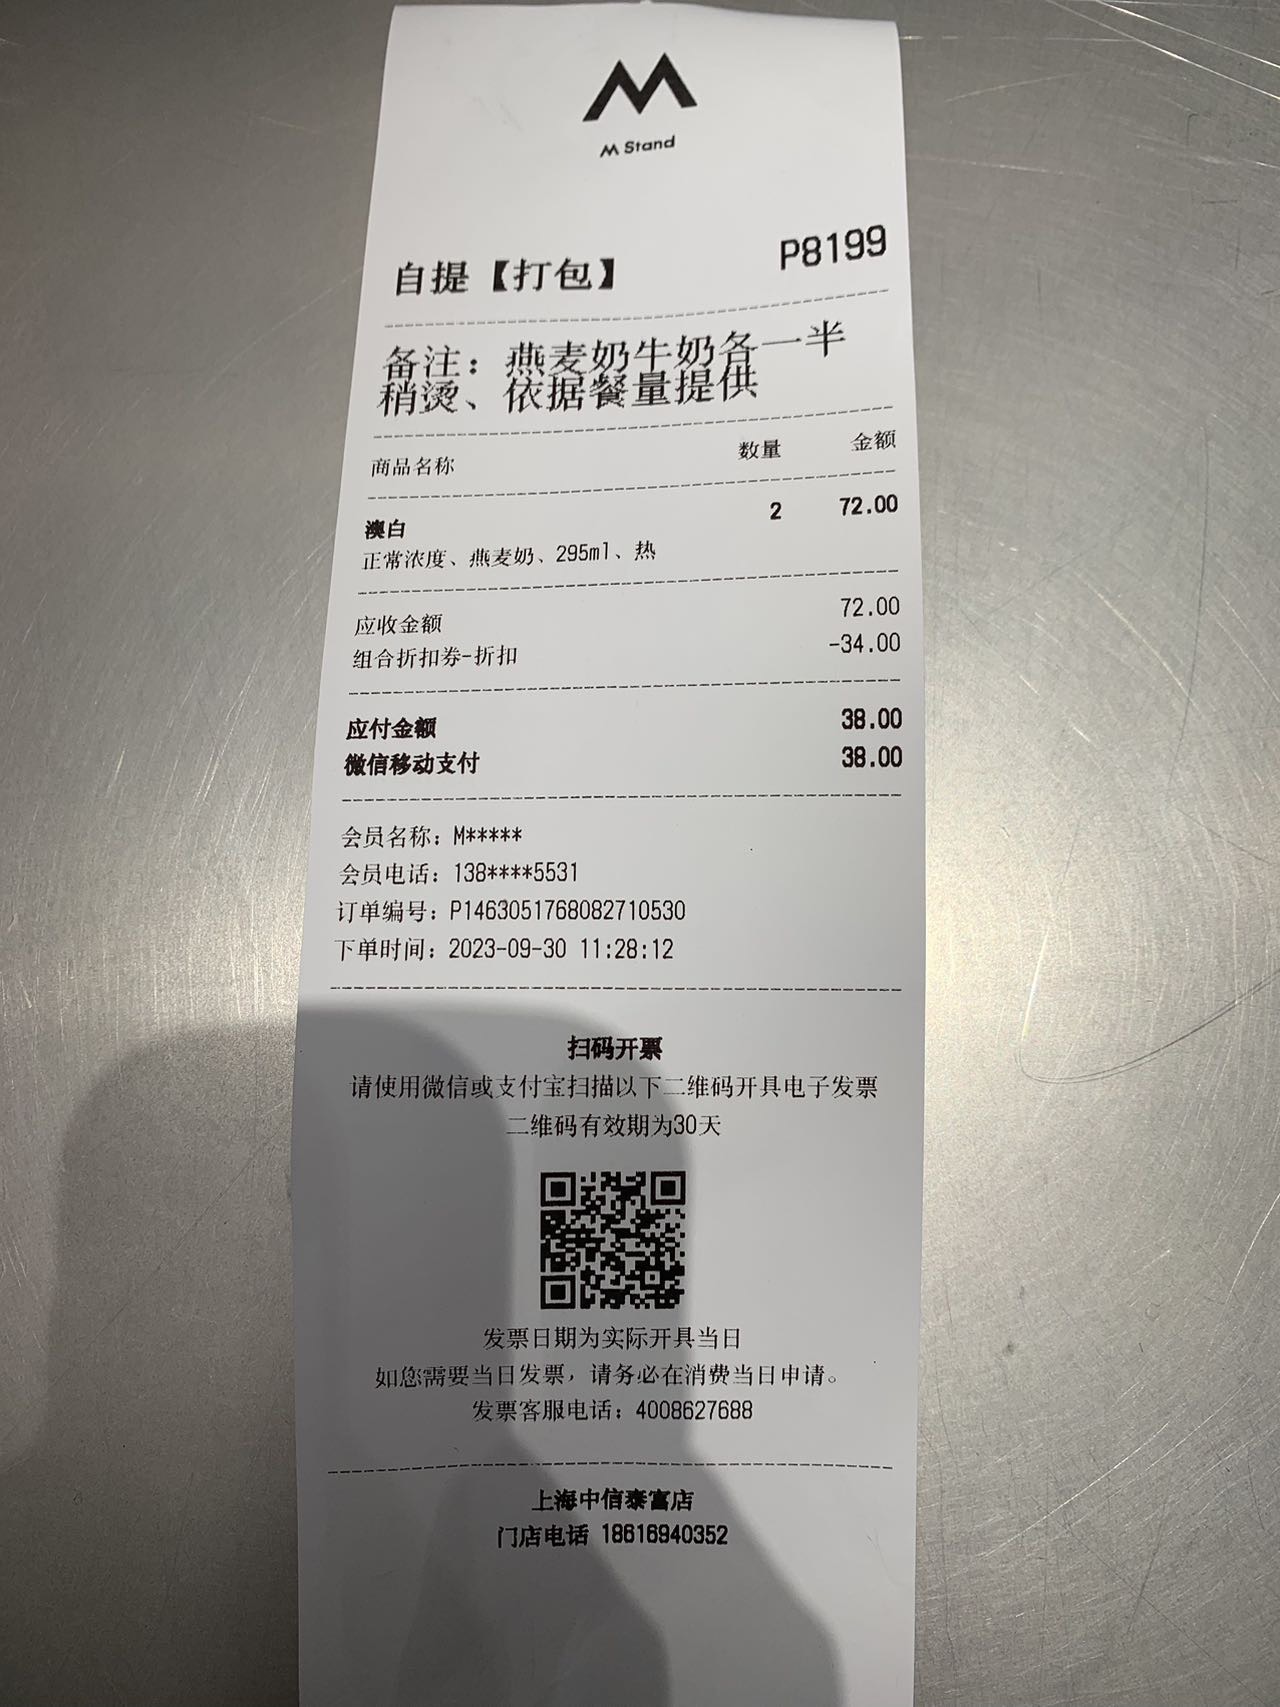 M Stand
自提【打包】 P8199
备注：燕麦奶牛奶各一半
稍烫、依据餐量提供
商品名称 数量 金额
澳白 2 72.00
正常浓度、燕麦奶、295ml、热
应收金额 72.00
组合折扣券-折扣 -34.00
应付金额 38.00
微信移动支付 38.00
会员名称：M*****
会员电话：138****5531
订单编号：P1463051768082710530
下单时间：2023-09-30 11:28:12
扫码开票
请使用微信或支付宝扫描以下二维码开具电子发票
二维码有效期为30天
发票日期为实际开具当日
如您需要当日发票，请务必在消费当日申请。
发票客服电话：4008627688
上海中信泰富店
门店电话 18616940352